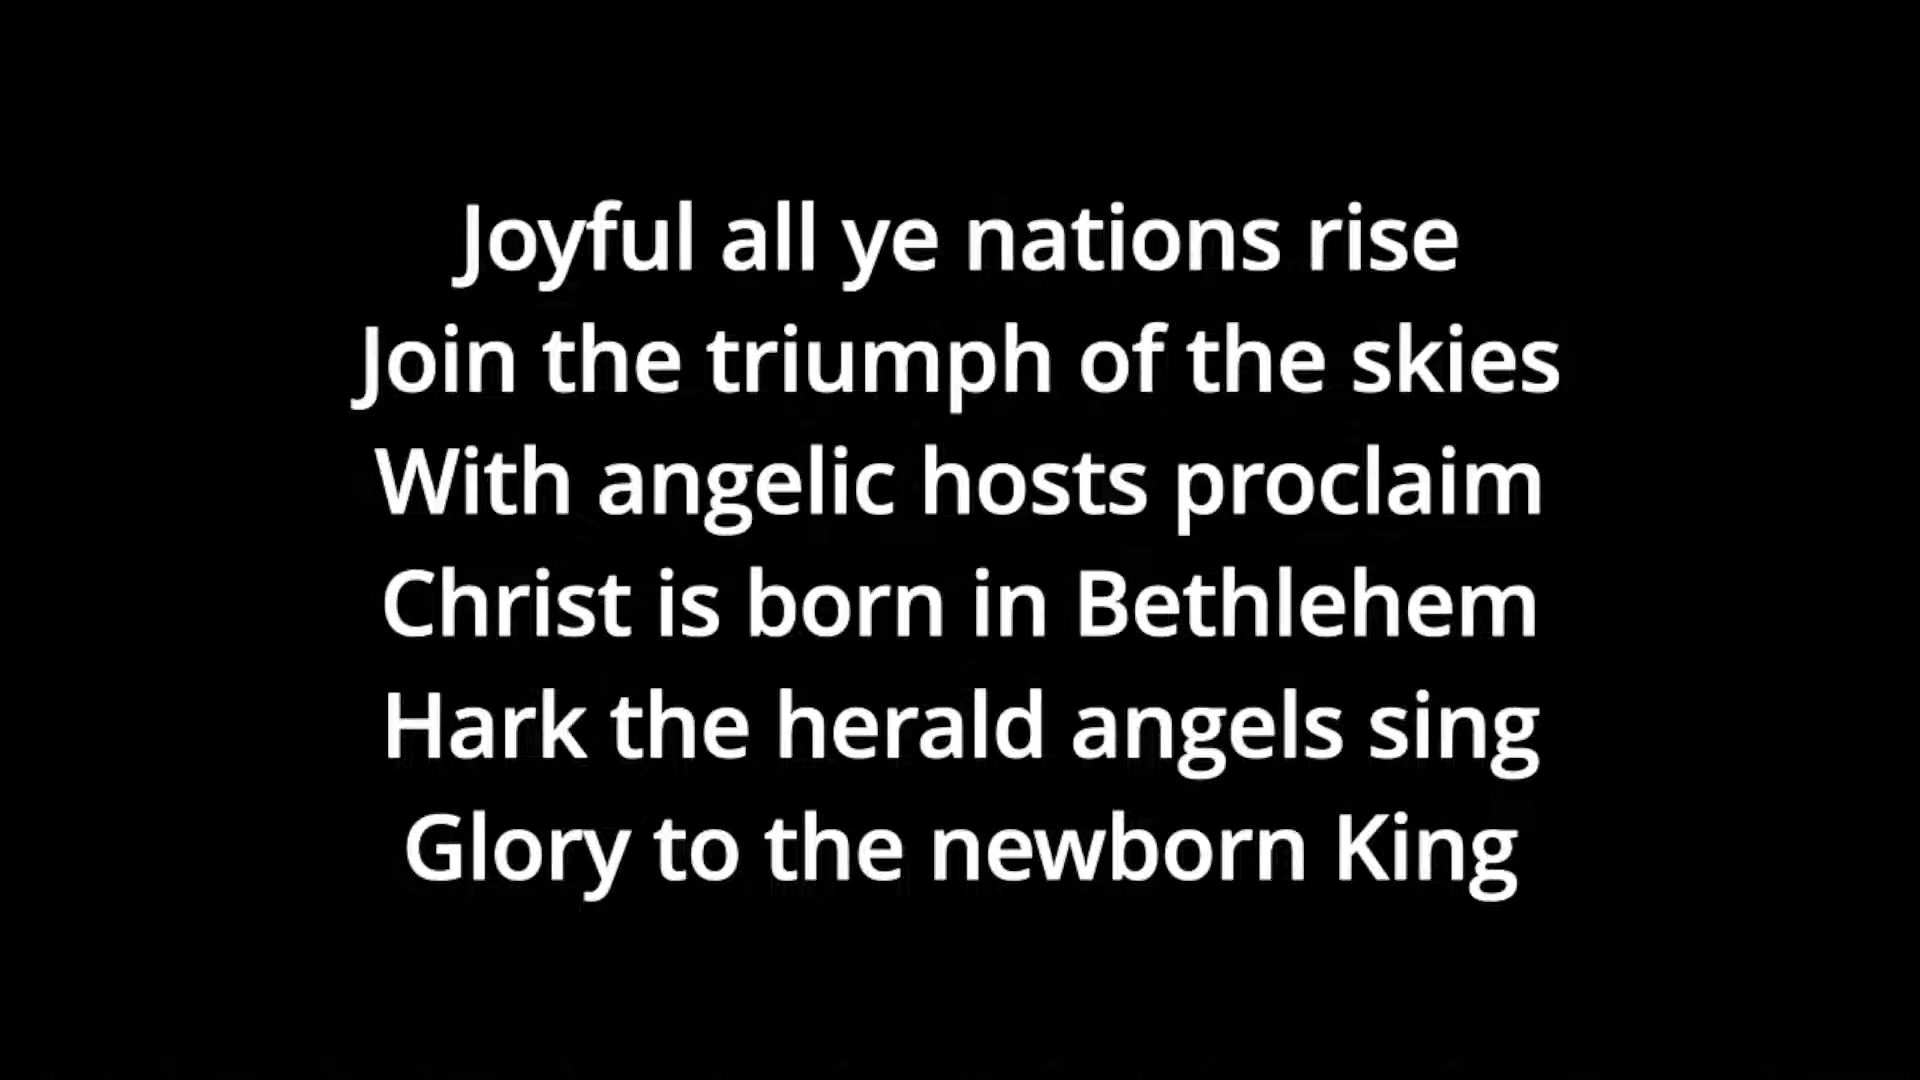 Joyful all ye nations rise
Join the triumph of the skies
With angelic hosts proclaim
Christ is born in Bethlehem
Hark the herald angels sing
Glory to the newborn King